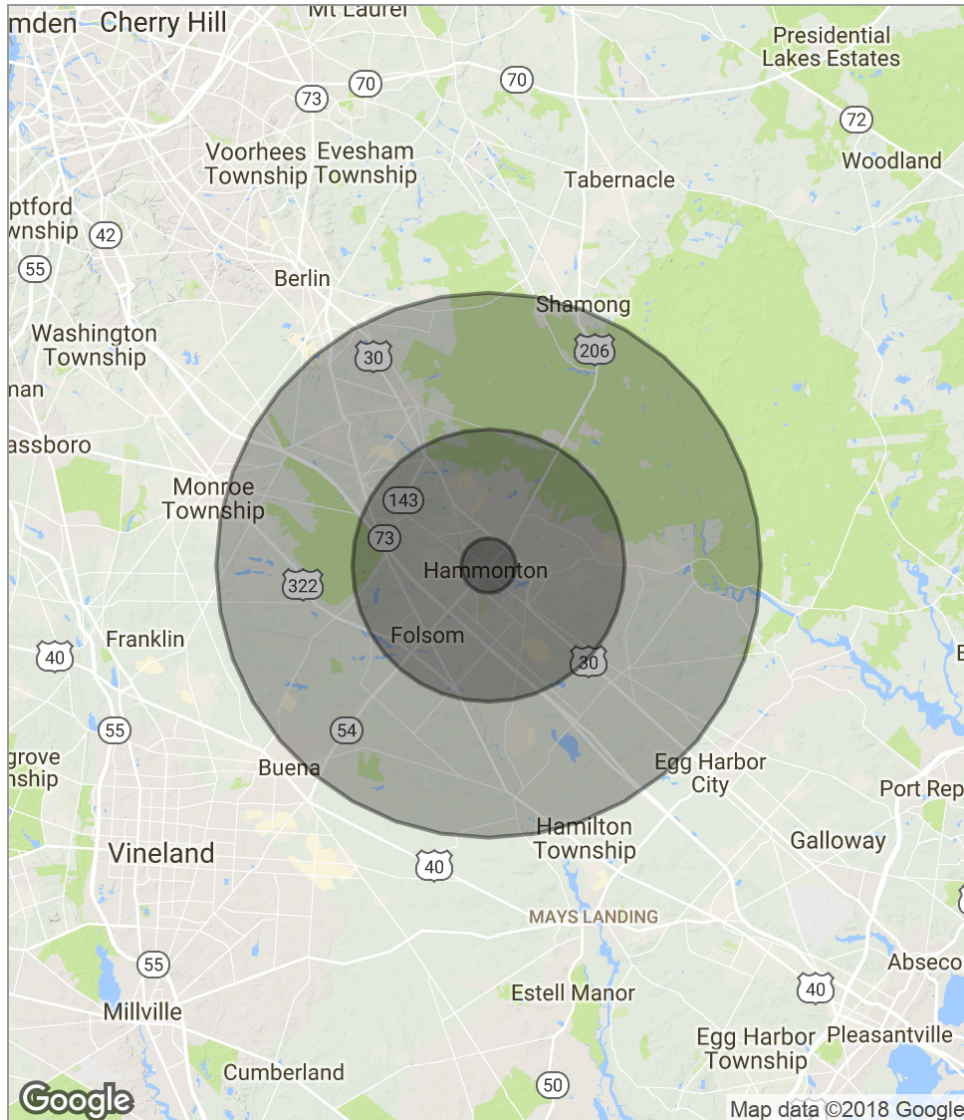 Mt Laurel
mden
Cherry Hill
Presidential
Lakes Estates
70
70
73
72
Voorhees
Township
Evesham
Township
Woodland
Tabernacle
ptford
wnship
42
55
Berlin
Shamong
Washington
Township
30
206
man
assboro
Monroe
Township
143
73
Hammonton
322
Franklin
Folsom
40
30
E
55
54
grove
nship
Buena
Egg Harbor
City
Port Rep
Hamilton
Township
Galloway
Vineland
40
MAYS LANDING
55
Abseco
40
Estell Manor
Millville
Egg Harbor
Township
Pleasantville
Cumberland
50
Google
Map data ©2018 Google